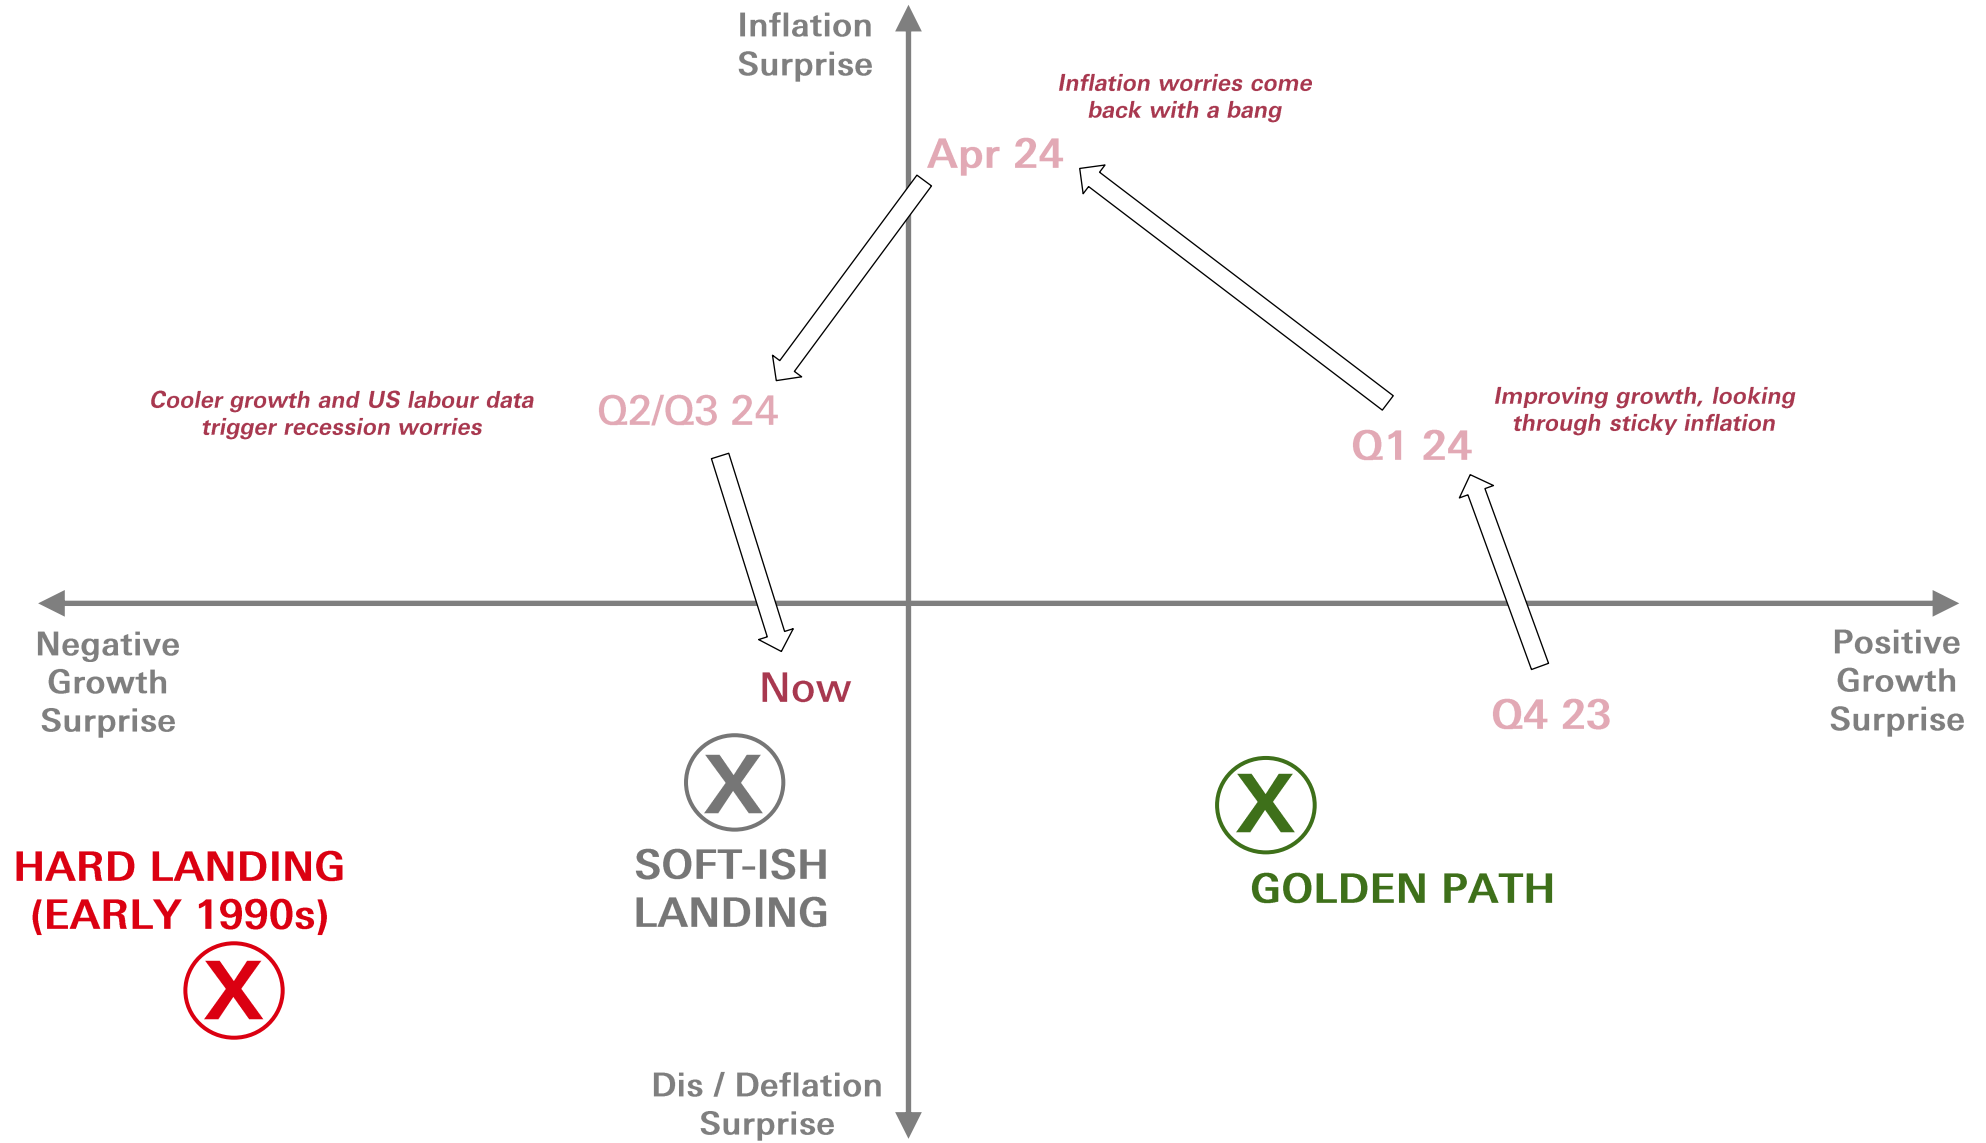 Inflation
Surprise
Inflation worries come
back with a bang
Apr 24
Cooler growth and US labour data
trigger recession worries
Q2/Q3 24
Improving growth, looking
through sticky inflation
Q1 24
Negative
Growth
Surprise
Positive
Growth
Surprise
Now
Q4 23
X
SOFT-ISH
LANDING
X
GOLDEN PATH
HARD LANDING
(EARLY 1990s)
X
Dis / Deflation
Surprise